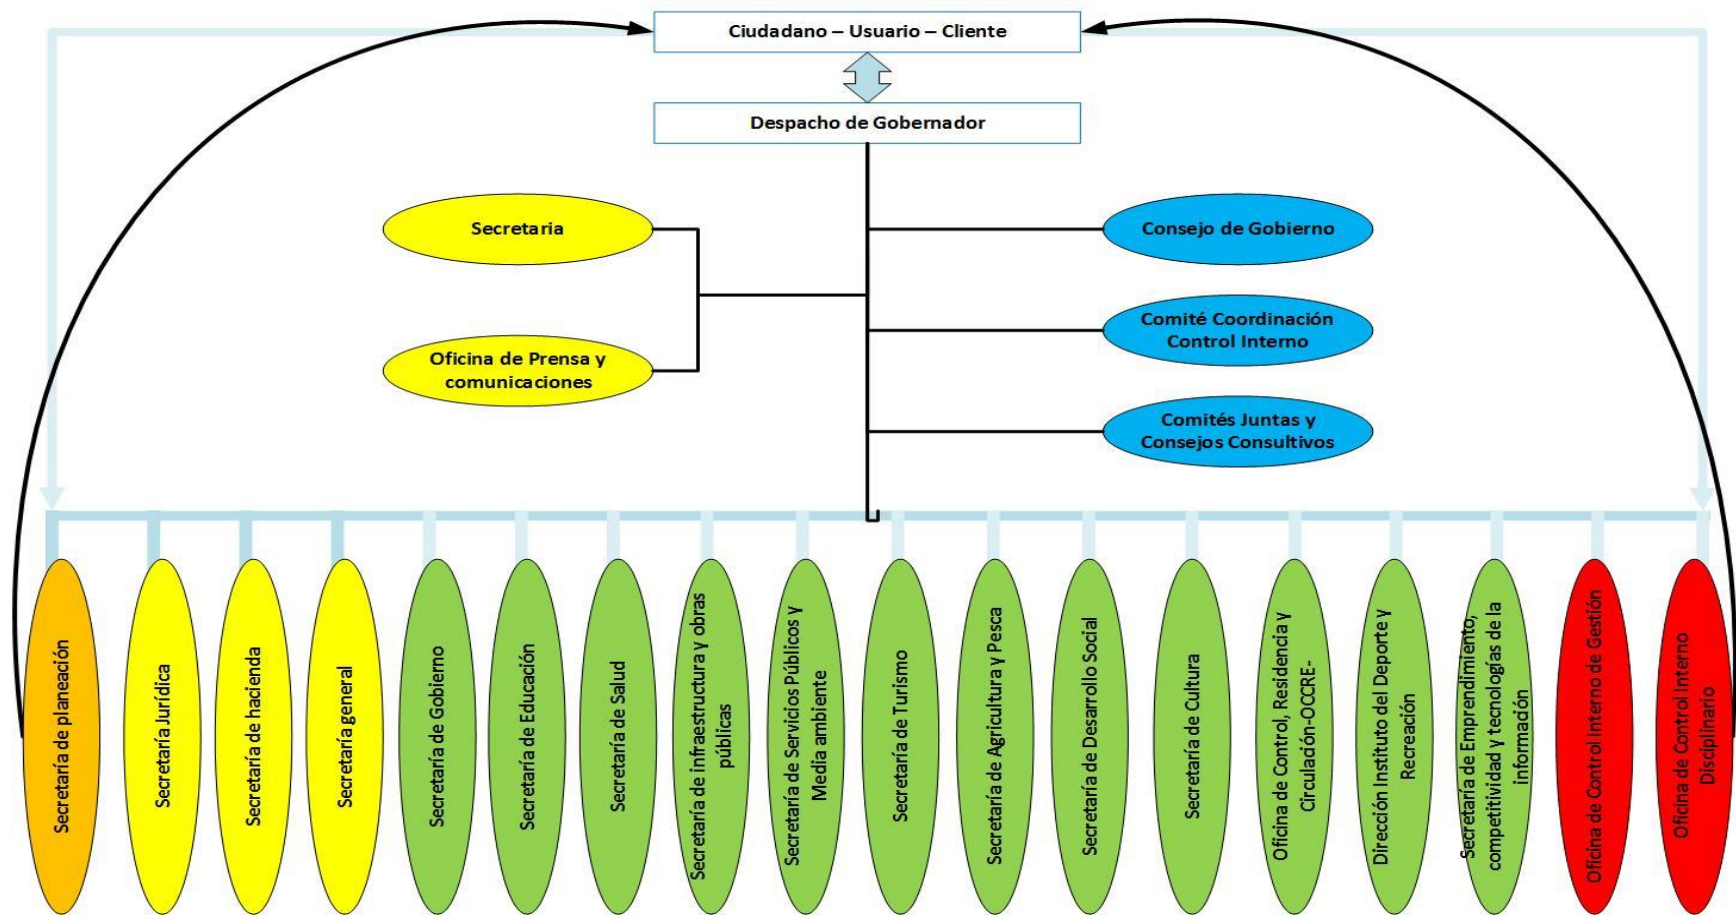 Ciudadano – Usuario – Cliente
Despacho de Gobernador
Secretaria
Consejo de Gobierno
Comité Coordinación
Control Interno
Oficina de Prensa y
comunicaciones
Comités Juntas y
Consejos Consultivos
Secretaría de planeación
Secretaría Jurídica
Secretaría de hacienda
Secretaría general
Secretaría de Gobierno
Secretaría de Educación
Secretaría de Salud
Secretaría de infraestructura y obras
públicas
Secretaría de Servicios Públicos y
Media ambiente
Secretaría de Turismo
Secretaría de Agricultura y Pesca
Secretaría de Desarrollo Social
Secretaría de Cultura
Oficina de Control, Residencia y
Circulación-OCCRE-
Dirección Instituto del Deporte y
Recreación
Secretaría de Emprendimiento,
competitividad y tecnologías de la
información
Oficina de Control Interno de Gestión
Oficina de Control Interno
Disciplinario